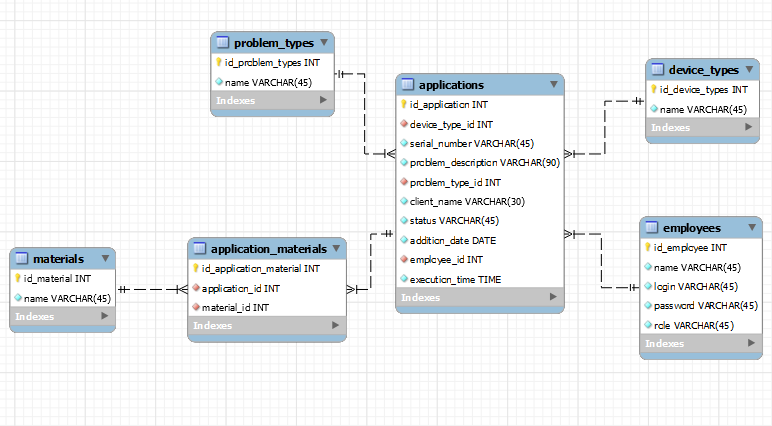 problem_types
id_problem_types INT
name VARCHAR(45)
Indexes
applications
id_application INT
device_type_id INT
serial_number VARCHAR(45)
problem_description VARCHAR(90)
problem_type_id INT
client_name VARCHAR(30)
status VARCHAR(45)
addition_date DATE
employee_id INT
execution_time TIME
Indexes
device_types
id_device_types INT
name VARCHAR(45)
Indexes
materials
id_material INT
name VARCHAR(45)
Indexes
application_materials
id_application_material INT
application_id INT
material_id INT
Indexes
employees
id_employee INT
name VARCHAR(45)
login VARCHAR(45)
password VARCHAR(45)
role VARCHAR(45)
Indexes